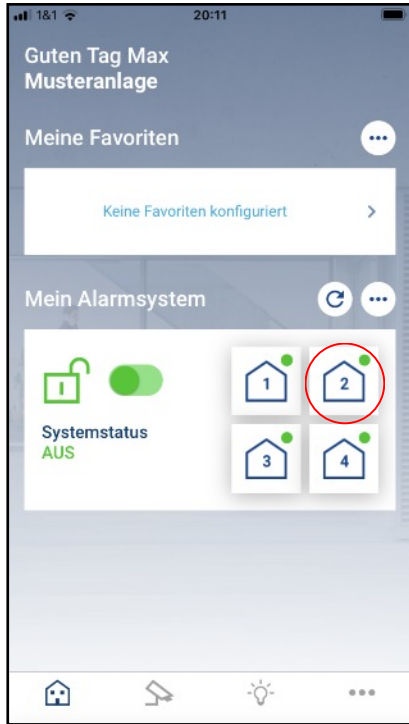 1&1 20:11
Guten Tag Max
Musteranlage
Meine Favoriten
Keine Favoriten konfiguriert
Mein Alarmsystem
1 2
Systemstatus
AUS
3 4